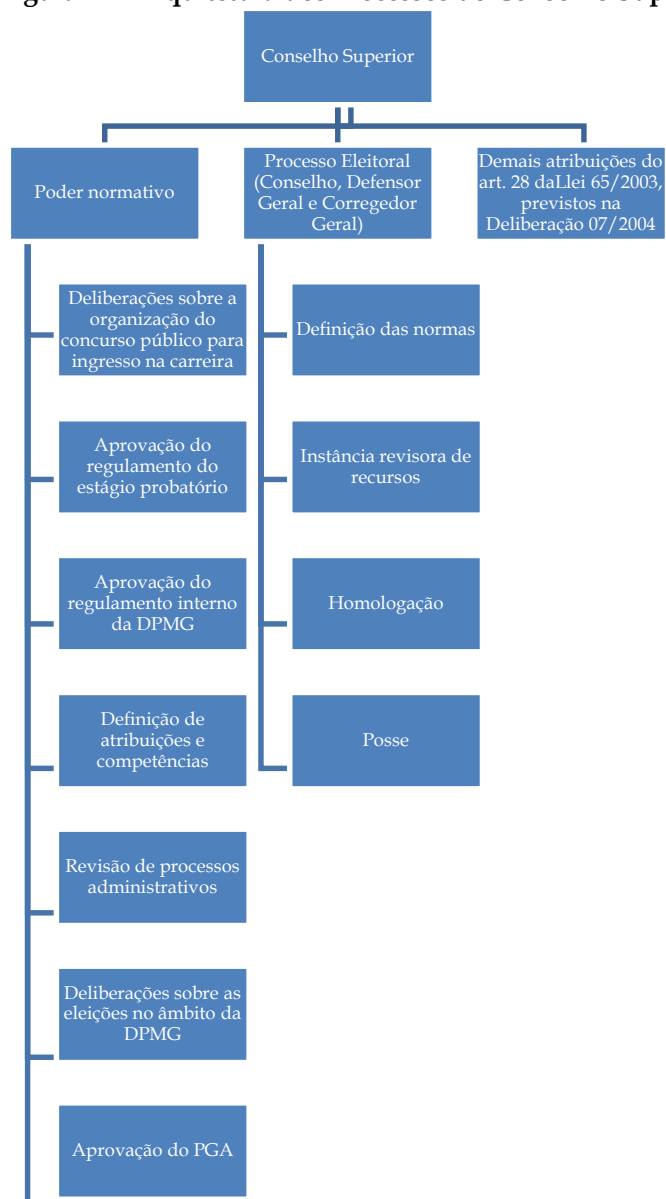 Conselho Superior
Poder normativo
Processo Eleitoral
(Conselho, Defensor
Geral e Corregedor
Geral)
Demais atribuições do
art. 28 daLlei 65/2003,
previstos na
Deliberação 07/2004
Deliberações sobre a
organização do
concurso público para
ingresso na carreira
Aprovação do
regulamento do
estágio probatório
Aprovação do
regulamento interno
da DPMG
Definição de
atribuições e
competências
Revisão de processos
administrativos
Deliberações sobre as
eleições no âmbito da
DPMG
Aprovação do PGA
Definição das normas
Instância revisora de
recursos
Homologação
Posse